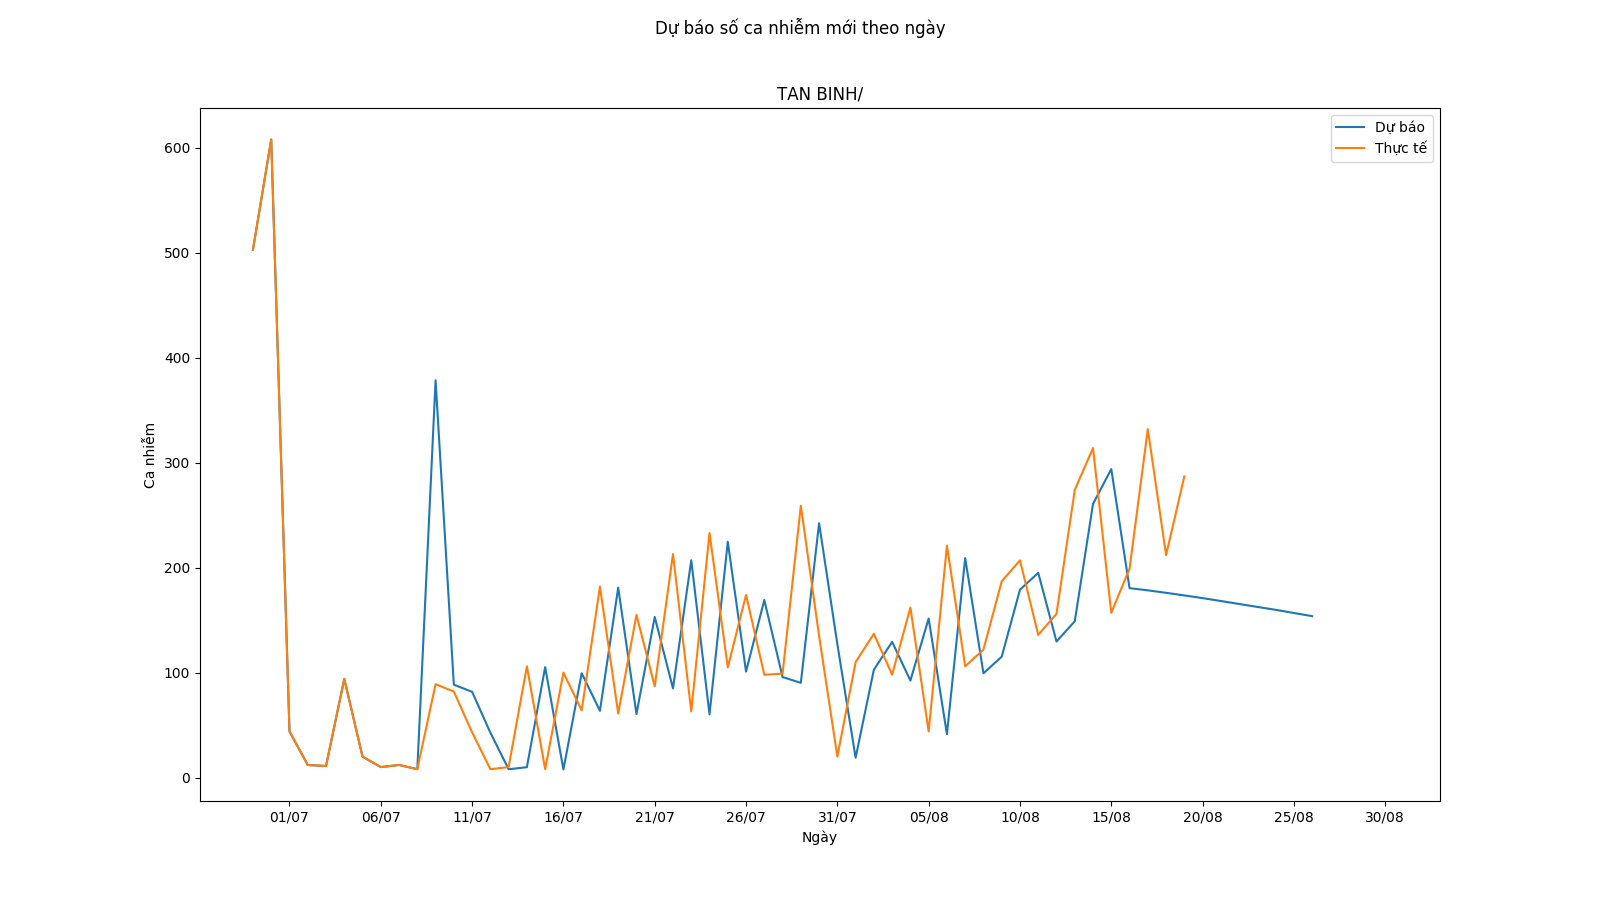 Dự báo số ca nhiễm mới theo ngày
TAN BINH/
Dự báo
Thực tế
600
500
400
300
200
100
0
Ca nhiễm
01/07 06/07 11/07 16/07 21/07 26/07 31/07 05/08 10/08 15/08 20/08 25/08 30/08
Ngày